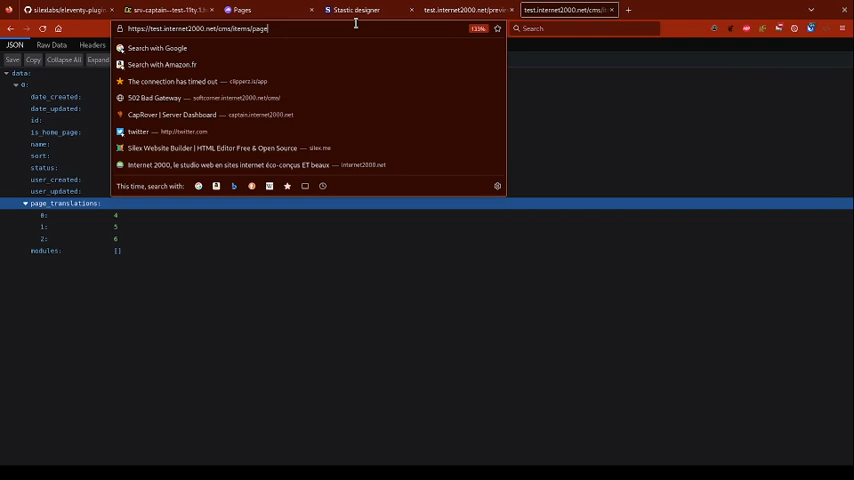 silexlabs/eleventy-plugin
srv-captain--test-11ty.1.
Pages
Stastic designer
test.internet2000.net/previe
test.internet2000.net/cms/it
https://test.internet2000.net/cms/items/page
133%
Search
JSON
Raw Data
Headers
Save
Copy
Collapse All
Expand
Search with Google
Search with Amazon.fr
The connection has timed out — clipperz.is/app
502 Bad Gateway — softcorner.internet2000.net/cms/
CapRover | Server Dashboard — captain.internet2000.net
twitter — http://twitter.com
Silex Website Builder | HTML Editor Free & Open Source — silex.me
Internet 2000, le studio web en sites internet éco-conçus ET beaux — internet2000.net
This time, search with:
data:
0:
date_created:
date_updated:
id:
is_home_page:
name:
sort:
status:
user_created:
user_updated:
page_translations:
0: 4
1: 5
2: 6
modules: []